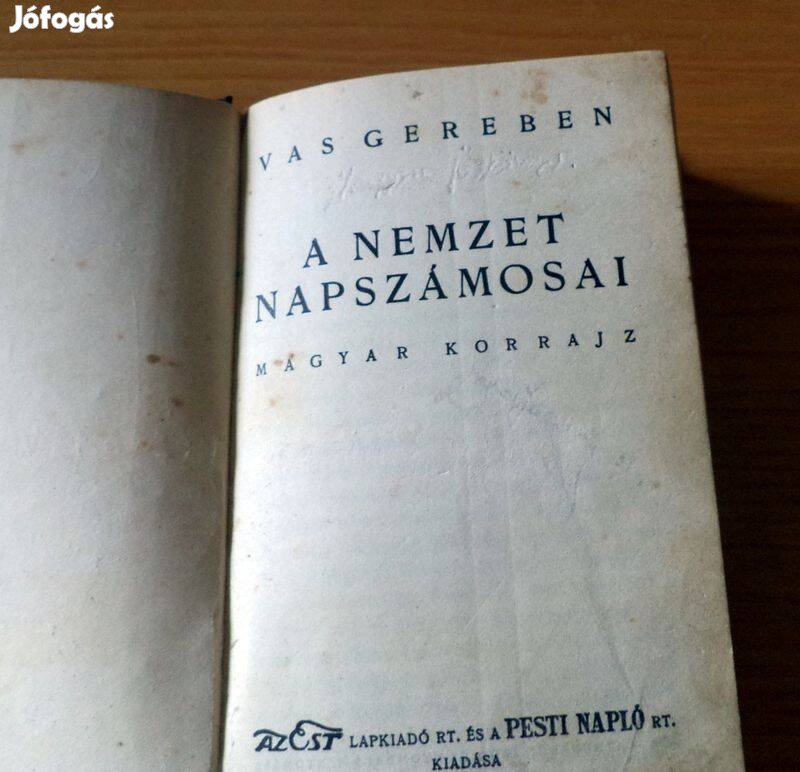 Jófogás
VAS GEREBEN
A NEMZET
NAPSZÁMOSAI
MAGYAR KORRAJZ
AZ EST LAPKIADÓ RT. ÉS A PESTI NAPLÓ RT.
KIADÁSA